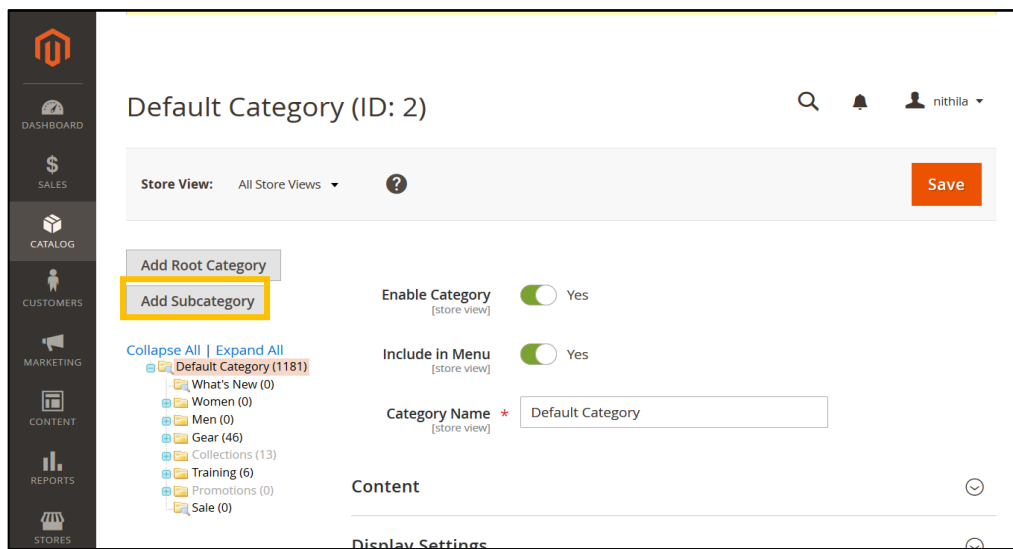 DASHBOARD
$
SALES
CATALOG
CUSTOMERS
MARKETING
CONTENT
REPORTS
STORES
Default Category (ID: 2)
nithila
Store View: All Store Views
?
Save
Add Root Category
Add Subcategory
Collapse All | Expand All
Default Category (1181)
What's New (0)
Women (0)
Men (0)
Gear (46)
Collections (13)
Training (6)
Promotions (0)
Sale (0)
Enable Category Yes
[store view]
Include in Menu Yes
[store view]
Category Name * Default Category
[store view]
Content
Display Settings